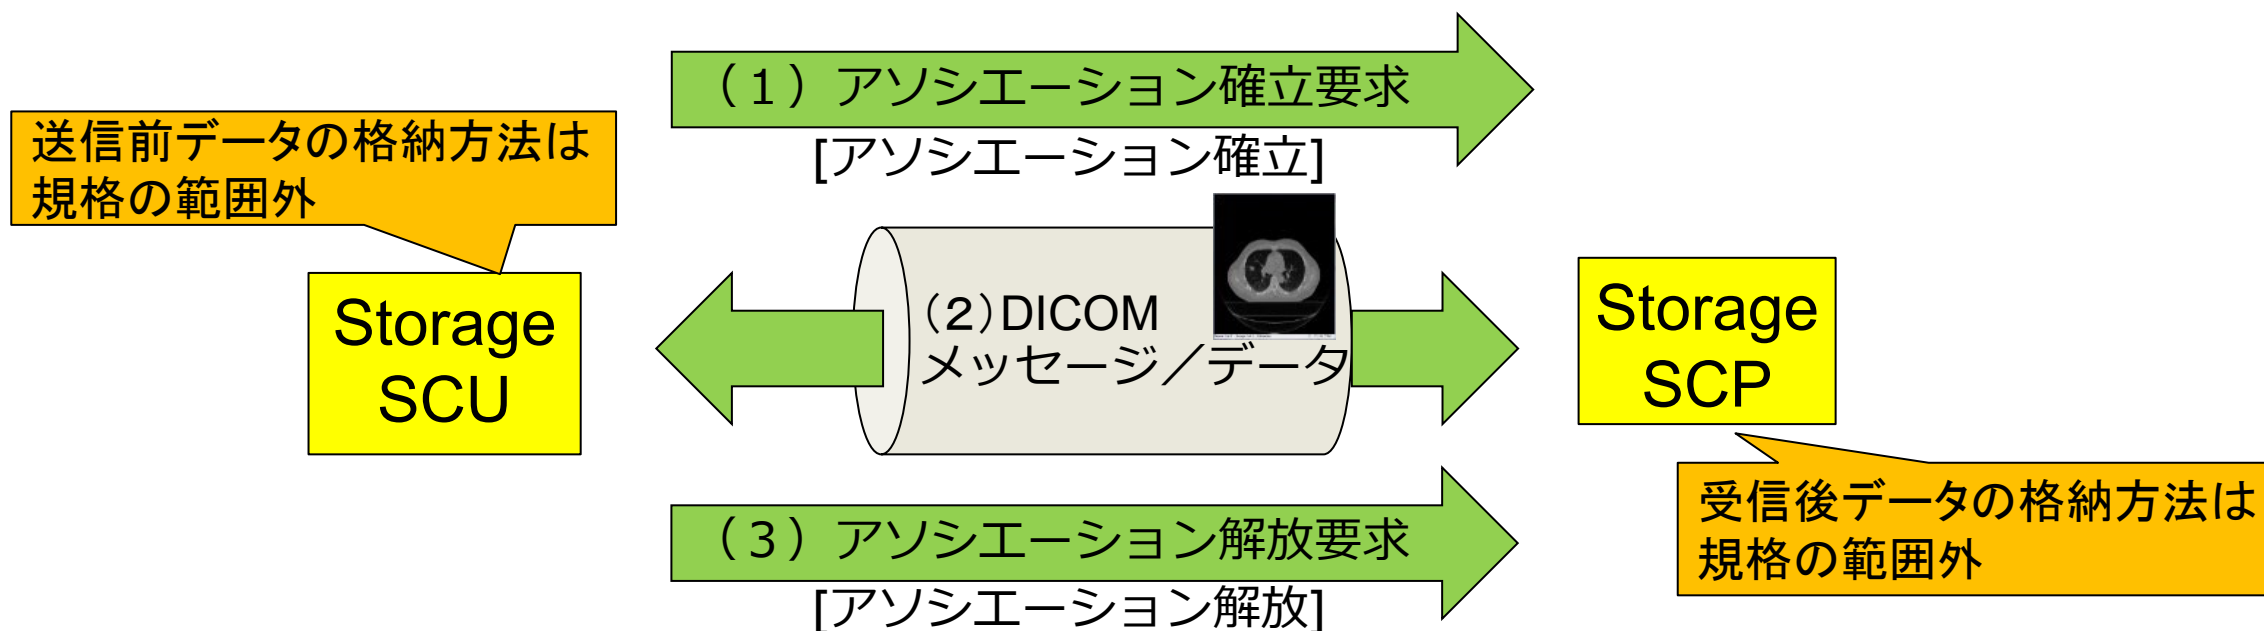 （１）アソシエーション確立要求
[アソシエーション確立]
送信前データの格納方法は
規格の範囲外
Storage
SCU
（２）DICOM
メッセージ／データ
Storage
SCP
（３）アソシエーション解放要求
[アソシエーション解放]
受信後データの格納方法は
規格の範囲外